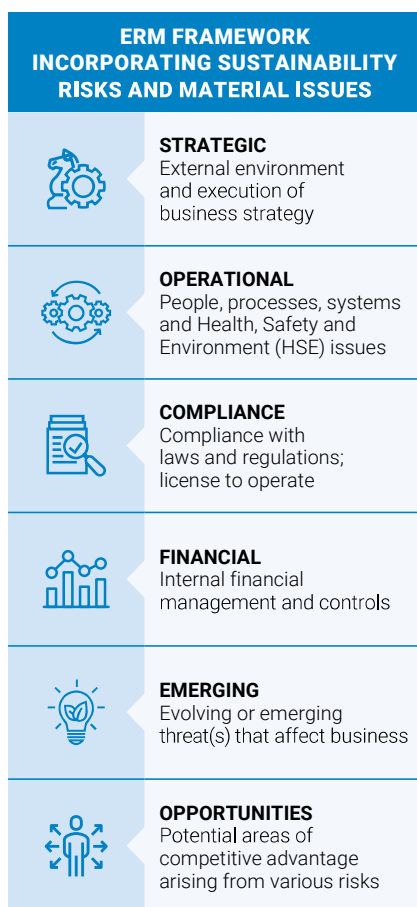 ERM FRAMEWORK
INCORPORATING SUSTAINABILITY
RISKS AND MATERIAL ISSUES
STRATEGIC
External environment
and execution of
business strategy
OPERATIONAL
People, processes, systems
and Health, Safety and
Environment (HSE) issues
COMPLIANCE
Compliance with
laws and regulations;
license to operate
FINANCIAL
Internal financial
management and controls
EMERGING
Evolving or emerging
threat(s) that affect business
OPPORTUNITIES
Potential areas of
competitive advantage
arising from various risks